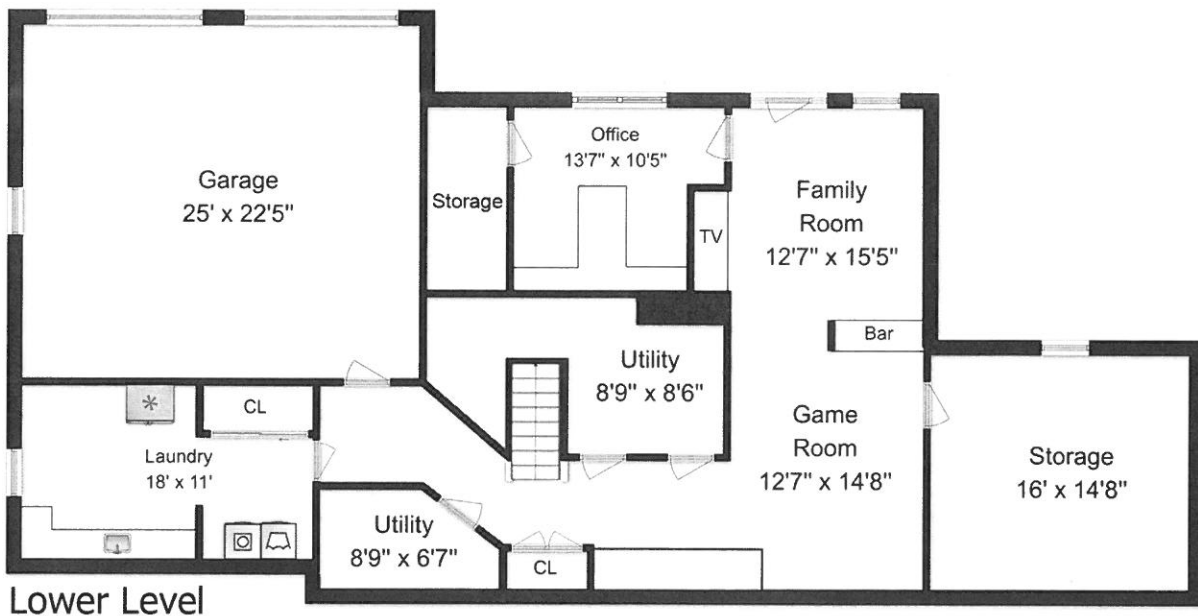 Garage
25' x 22'5"
Storage
Office
13'7" x 10'5"
TV
Family
Room
12'7" x 15'5"
Bar
Utility
8'9" x 8'6"
Game
Room
12'7" x 14'8"
Storage
16' x 14'8"
CL
Laundry
18' x 11'
Utility
8'9" x 6'7"
CL
Lower Level